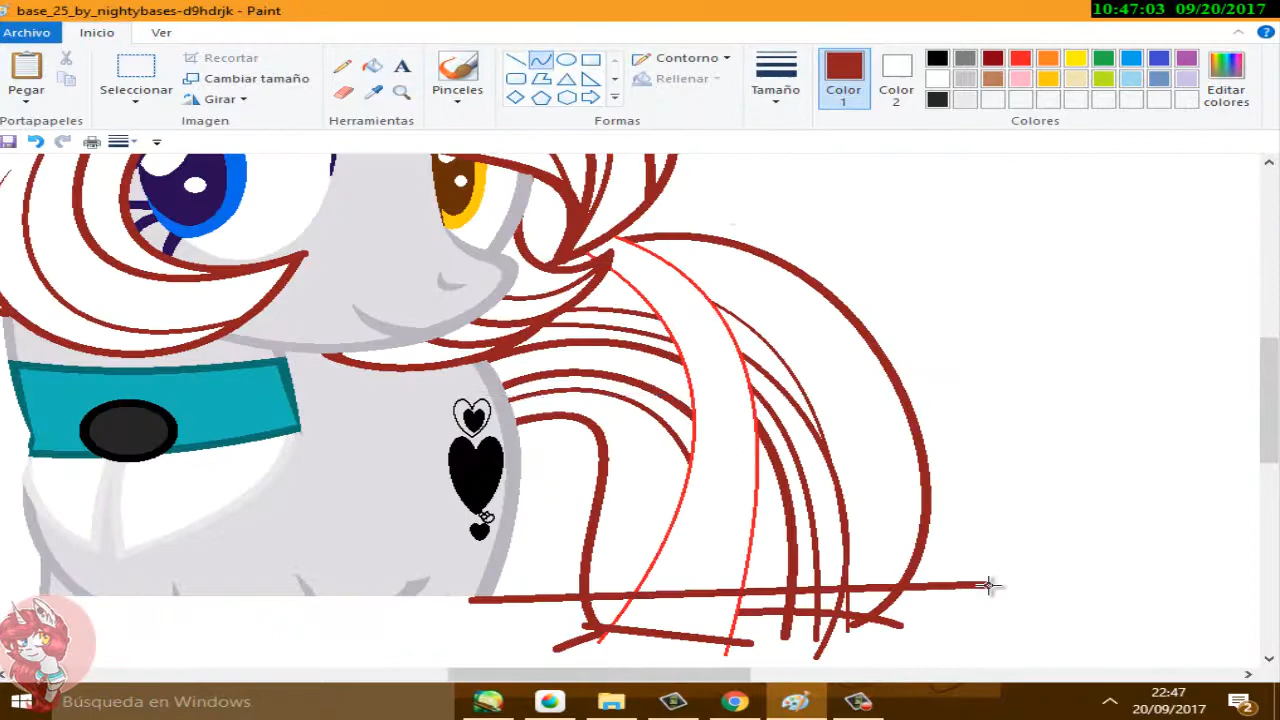 base_25_by_nightybases-d9hdrjk - Paint
10:47:03 09/20/2017
Archivo Inicio Ver
Pegar
Portapapeles
Seleccionar
Recortar
Cambiar tamaño
Girar
Imagen
Herramientas
Pinceles
Contorno
Rellenar
Formas
Tamaño
Color 1
Color 2
Editar colores
Colores
Búsqueda en Windows
22:47
20/09/2017
2